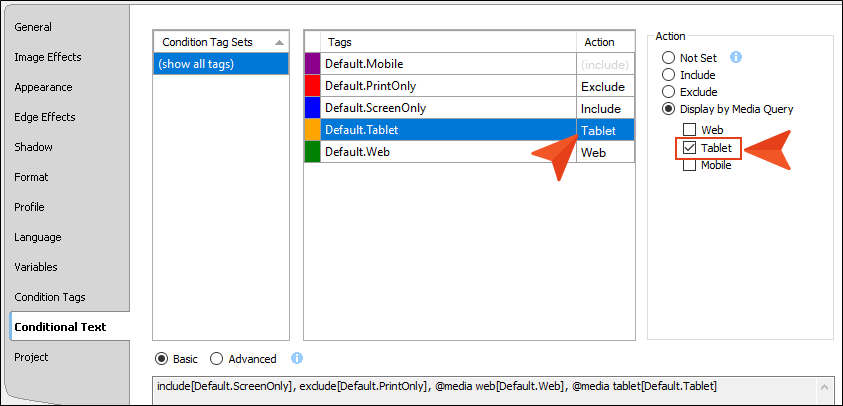 General
Image Effects
Appearance
Edge Effects
Shadow
Format
Profile
Language
Variables
Condition Tags
Conditional Text
Project
Condition Tag Sets
(show all tags)
Tags Action
Default.Mobile (include)
Default.PrintOnly Exclude
Default.ScreenOnly Include
Default.Tablet Tablet
Default.Web Web
Action
Not Set
Include
Exclude
Display by Media Query
Web
Tablet
Mobile
Basic Advanced
include[Default.ScreenOnly], exclude[Default.PrintOnly], @media web[Default.Web], @media tablet[Default.Tablet]